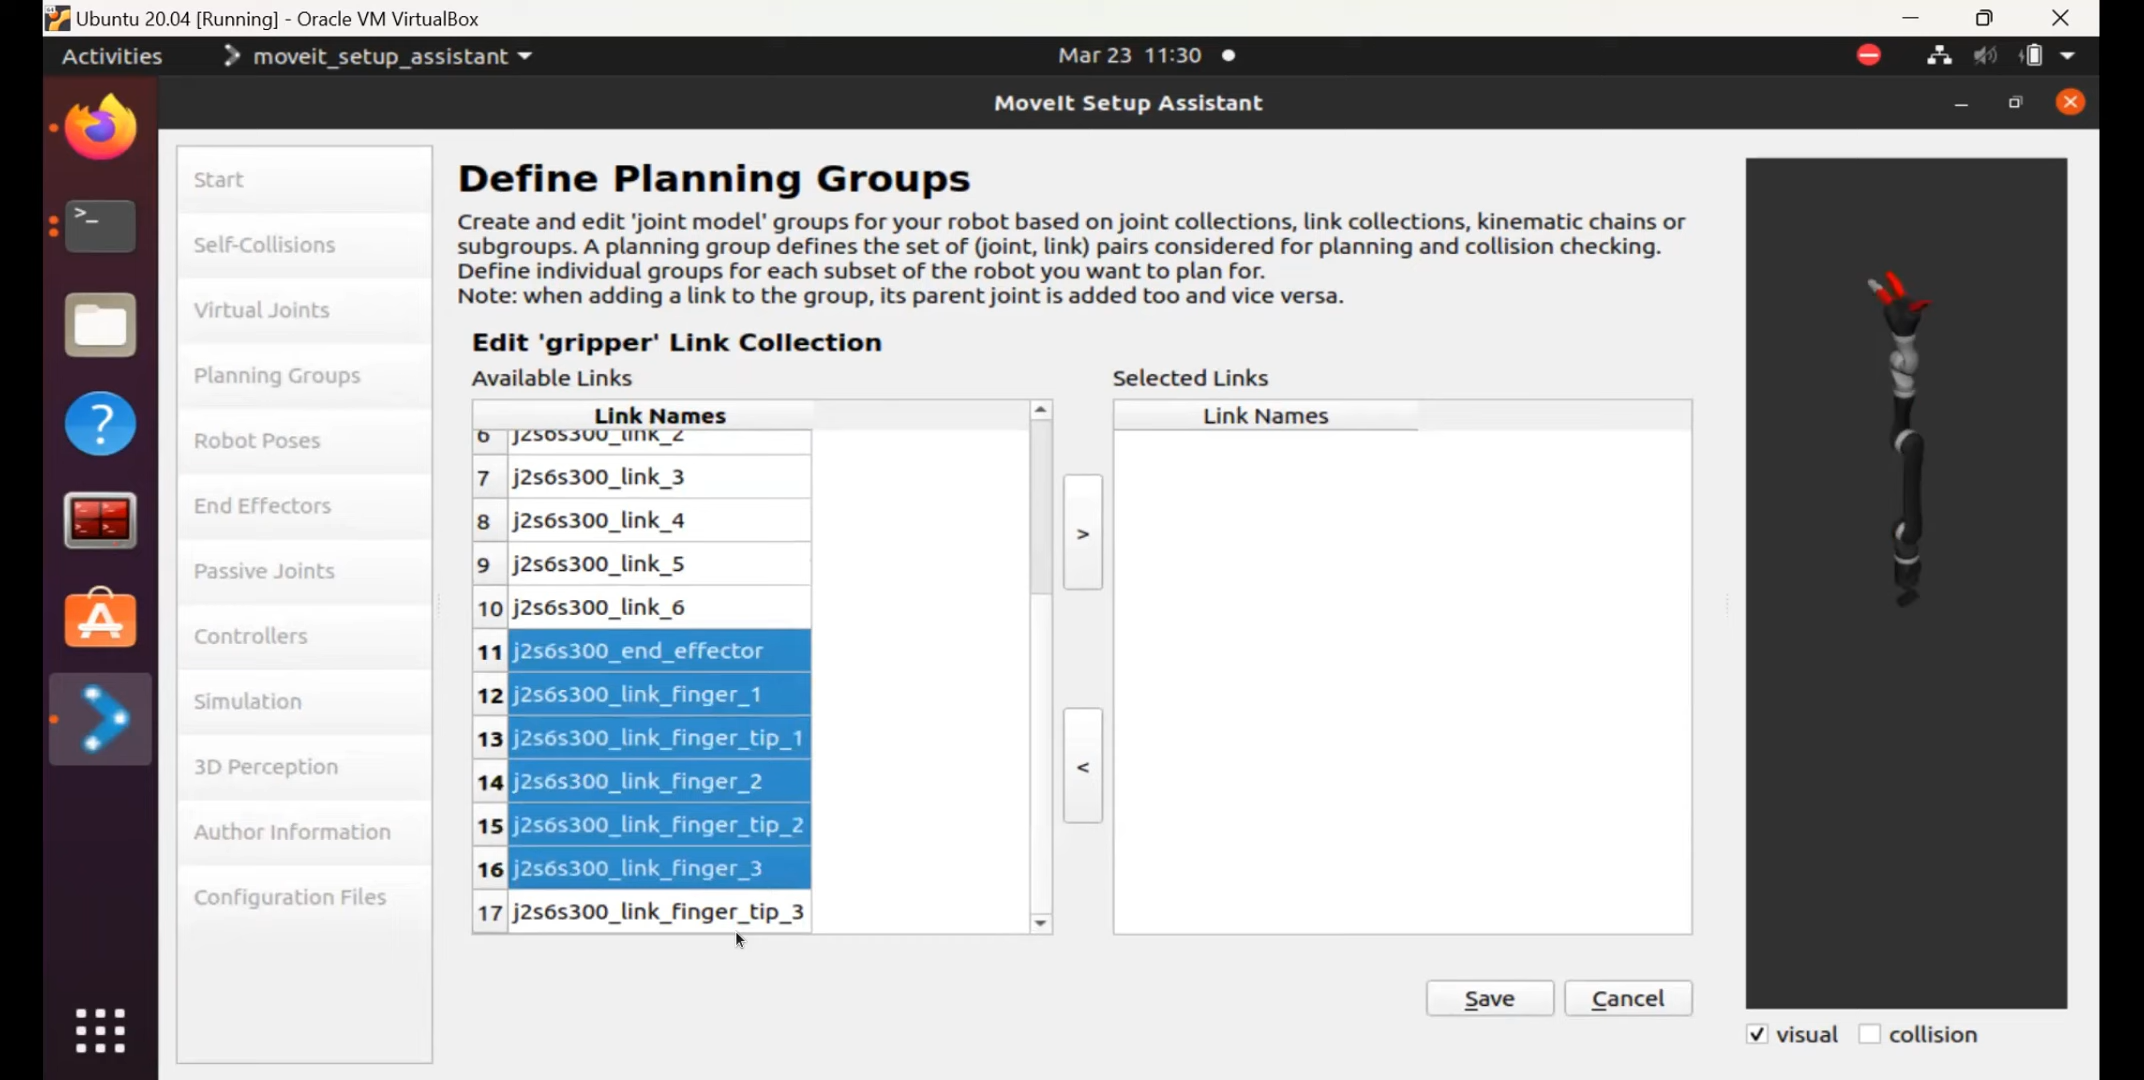 Ubuntu 20.04 [Running] - Oracle VM VirtualBox
Activities
moveit_setup_assistant
Mar 23 11:30
MoveIt Setup Assistant
Start
Self-Collisions
Virtual Joints
Planning Groups
Robot Poses
End Effectors
Passive Joints
Controllers
Simulation
3D Perception
Author Information
Configuration Files
Define Planning Groups
Create and edit 'joint model' groups for your robot based on joint collections, link collections, kinematic chains or
subgroups. A planning group defines the set of (joint, link) pairs considered for planning and collision checking.
Define individual groups for each subset of the robot you want to plan for.
Note: when adding a link to the group, its parent joint is added too and vice versa.
Edit 'gripper' Link Collection
Available Links
Link Names
6 j2s6s300_link_2
7 j2s6s300_link_3
8 j2s6s300_link_4
9 j2s6s300_link_5
10 j2s6s300_link_6
11 j2s6s300_end_effector
12 j2s6s300_link_finger_1
13 j2s6s300_link_finger_tip_1
14 j2s6s300_link_finger_2
15 j2s6s300_link_finger_tip_2
16 j2s6s300_link_finger_3
17 j2s6s300_link_finger_tip_3
>
<
Selected Links
Link Names
Save
Cancel
visual
collision